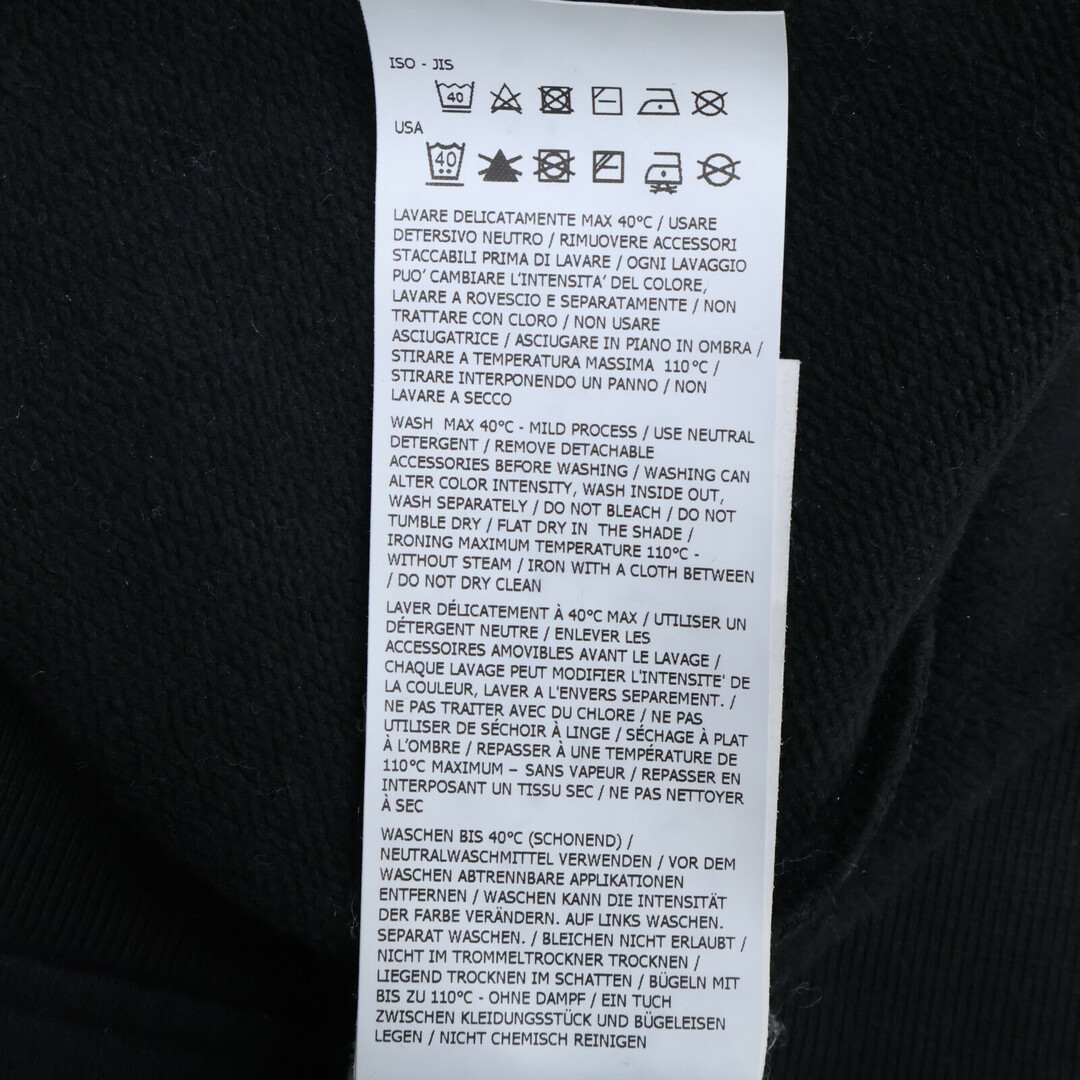 ISO - JIS
40
USA
40
LAVARE DELICATAMENTE MAX 40°C / USARE
DETERSIVO NEUTRO / RIMUOVERE ACCESSORI
STACCABILI PRIMA DI LAVARE / OGNI LAVAGGIO
PUO' CAMBIARE L'INTENSITA' DEL COLORE,
LAVARE A ROVESCIO E SEPARATAMENTE / NON
TRATTARE CON CLORO / NON USARE
ASCIUGATRICE / ASCIUGARE IN PIANO IN OMBRA /
STIRARE A TEMPERATURA MASSIMA 110°C /
STIRARE INTERPONENDO UN PANNO / NON
LAVARE A SECCO
WASH MAX 40°C - MILD PROCESS / USE NEUTRAL
DETERGENT / REMOVE DETACHABLE
ACCESSORIES BEFORE WASHING / WASHING CAN
ALTER COLOR INTENSITY, WASH INSIDE OUT,
WASH SEPARATELY / DO NOT BLEACH / DO NOT
TUMBLE DRY / FLAT DRY IN THE SHADE /
IRONING MAXIMUM TEMPERATURE 110°C -
WITHOUT STEAM / IRON WITH A CLOTH BETWEEN
/ DO NOT DRY CLEAN
LAVER DÉLICATEMENT À 40°C MAX / UTILISER UN
DÉTERGENT NEUTRE / ENLEVER LES
ACCESSOIRES AMOVIBLES AVANT LE LAVAGE /
CHAQUE LAVAGE PEUT MODIFIER L'INTENSITE' DE
LA COULEUR, LAVER A L'ENVERS SEPAREMENT. /
NE PAS TRAITER AVEC DU CHLORE / NE PAS
UTILISER DE SÉCHOIR À LINGE / SÉCHAGE À PLAT
À L'OMBRE / REPASSER À UNE TEMPÉRATURE DE
110°C MAXIMUM – SANS VAPEUR / REPASSER EN
INTERPOSANT UN TISSU SEC / NE PAS NETTOYER
À SEC
WASCHEN BIS 40°C (SCHONEND) /
NEUTRALWASCHMITTEL VERWENDEN / VOR DEM
WASCHEN ABTRENNBARE APPLIKATIONEN
ENTFERNEN / WASCHEN KANN DIE INTENSITÄT
DER FARBE VERÄNDERN. AUF LINKS WASCHEN.
SEPARAT WASCHEN. / BLEICHEN NICHT ERLAUBT /
NICHT IM TROMMELTROCKNER TROCKNEN /
LIEGEND TROCKNEN IM SCHATTEN / BÜGELN MIT
BIS ZU 110°C - OHNE DAMPF / EIN TUCH
ZWISCHEN KLEIDUNGSSTÜCK UND BÜGELEISEN
LEGEN / NICHT CHEMISCH REINIGEN